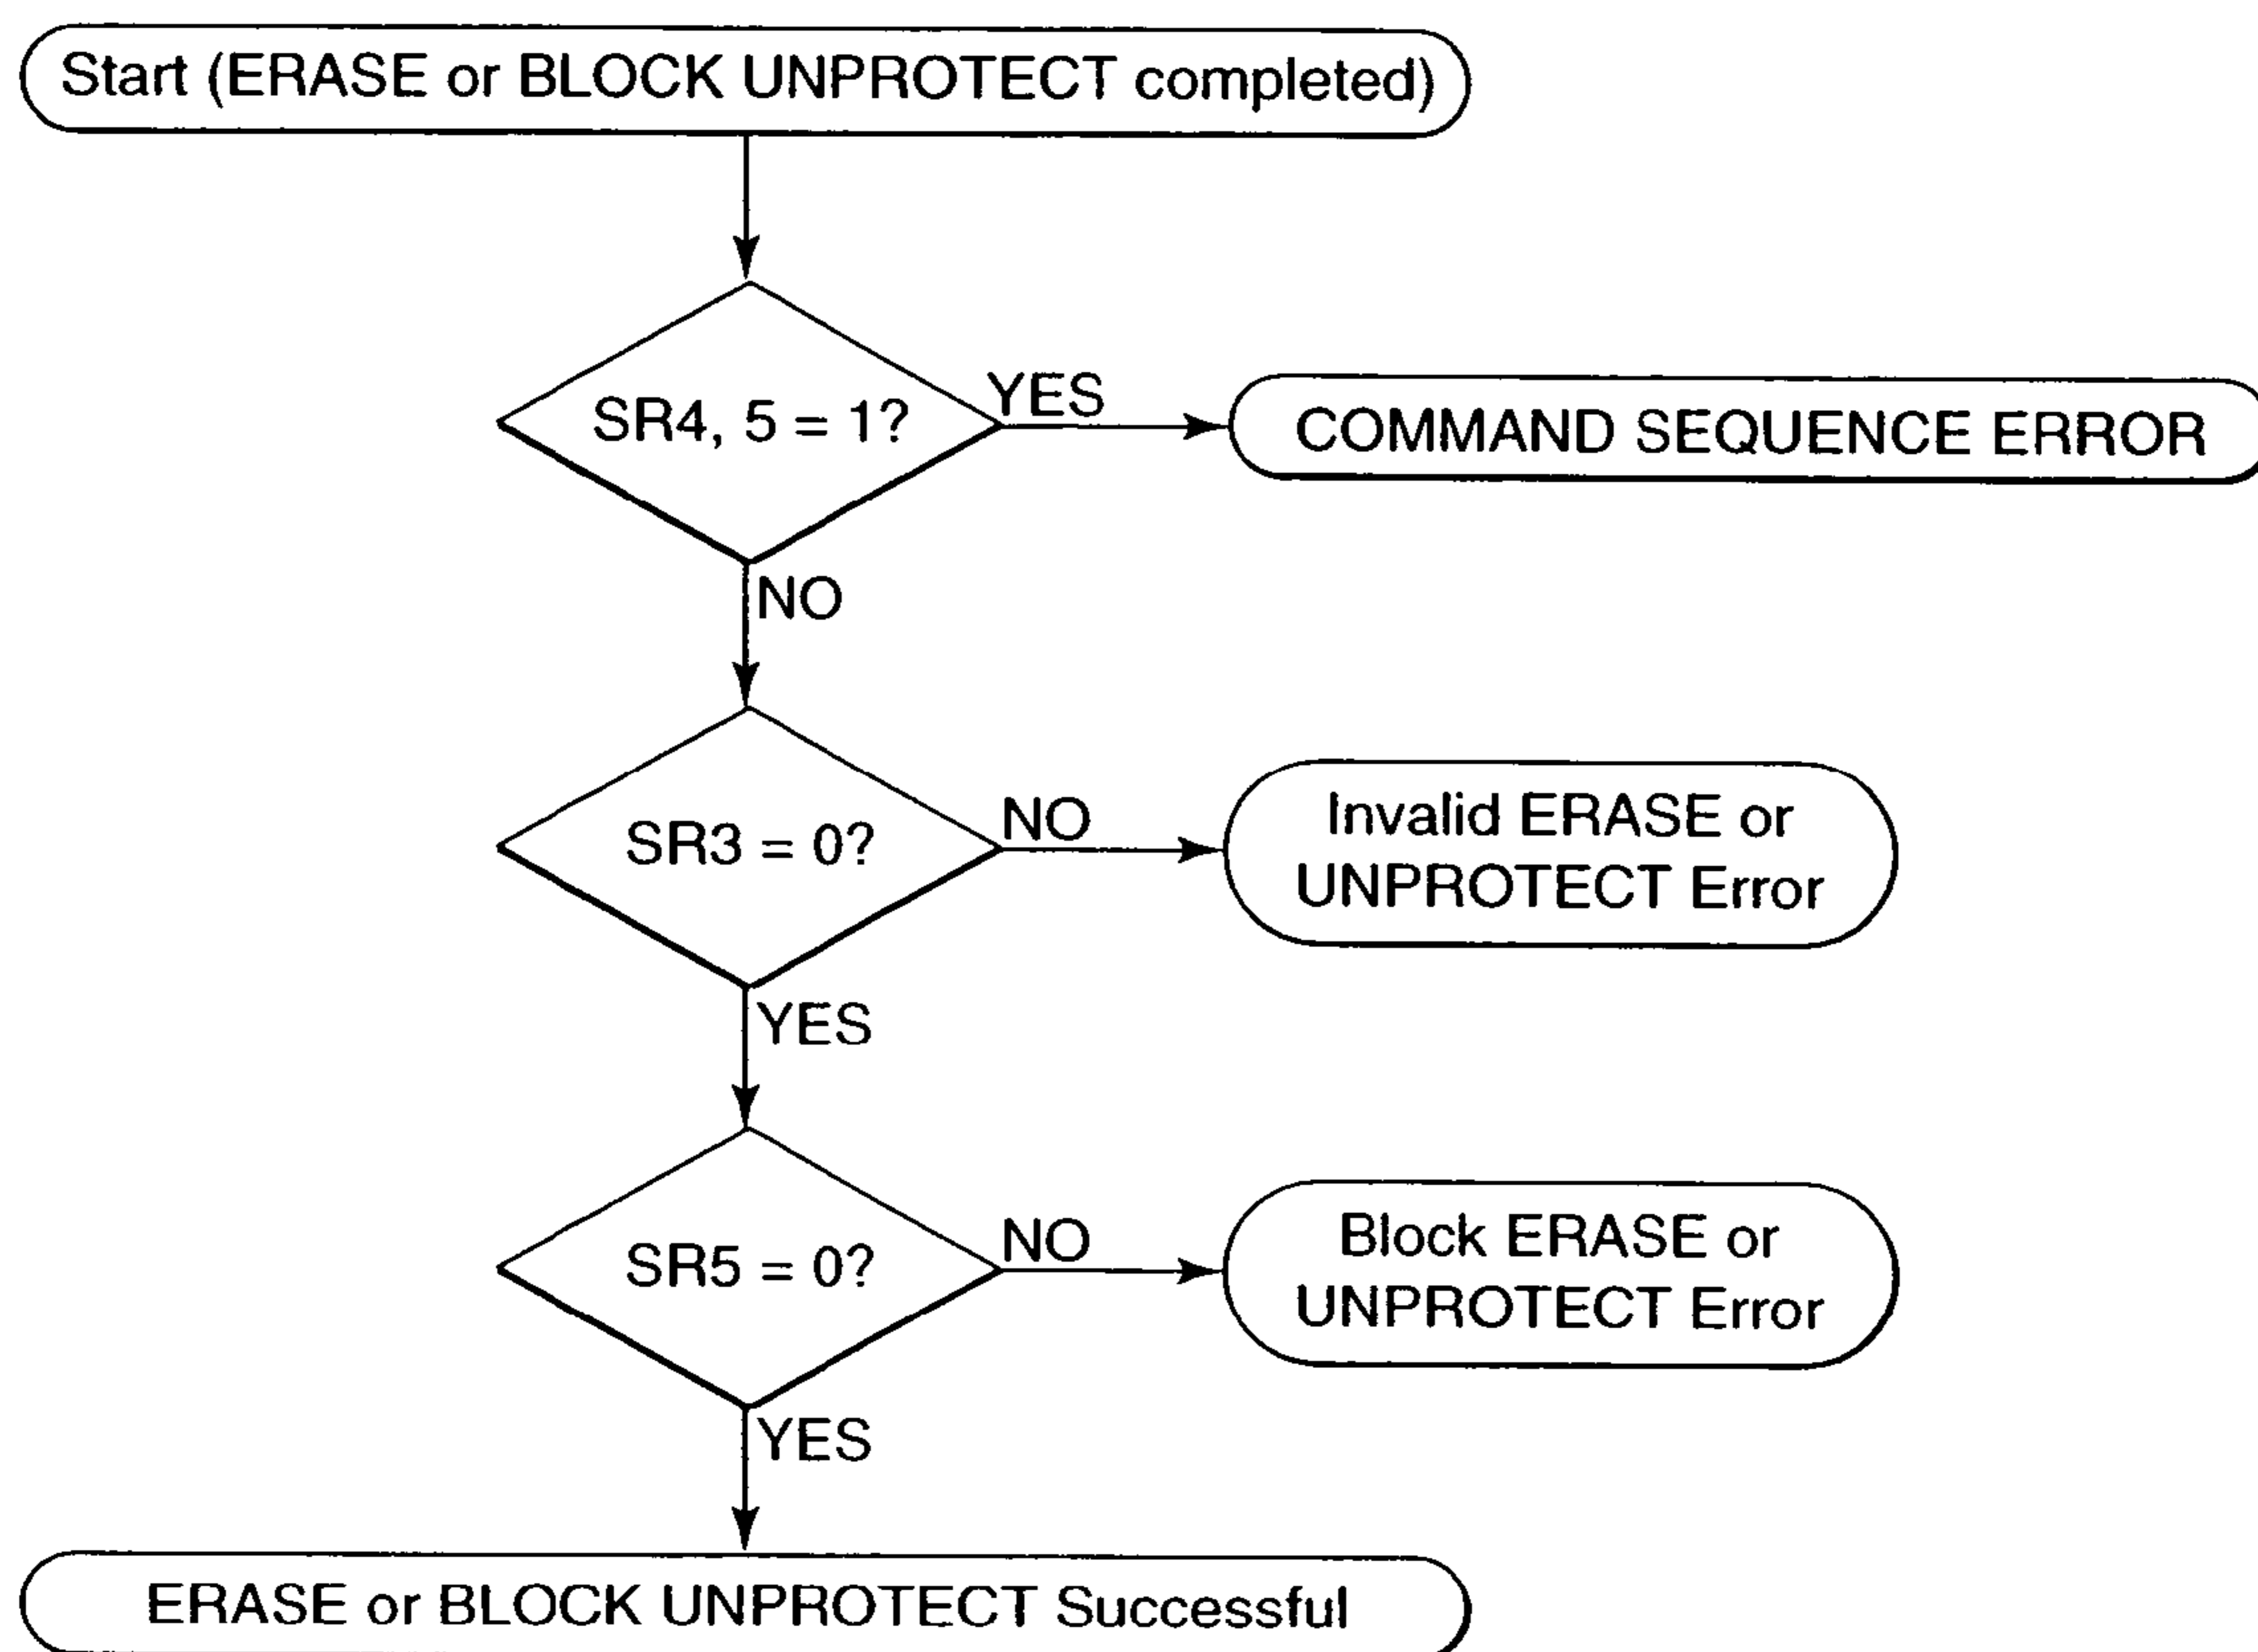 Start (ERASE or BLOCK UNPROTECT completed)
SR4, 5 = 1?
YES
COMMAND SEQUENCE ERROR
NO
SR3 = 0?
NO
Invalid ERASE or
UNPROTECT Error
YES
SR5 = 0?
NO
Block ERASE or
UNPROTECT Error
YES
ERASE or BLOCK UNPROTECT Successful